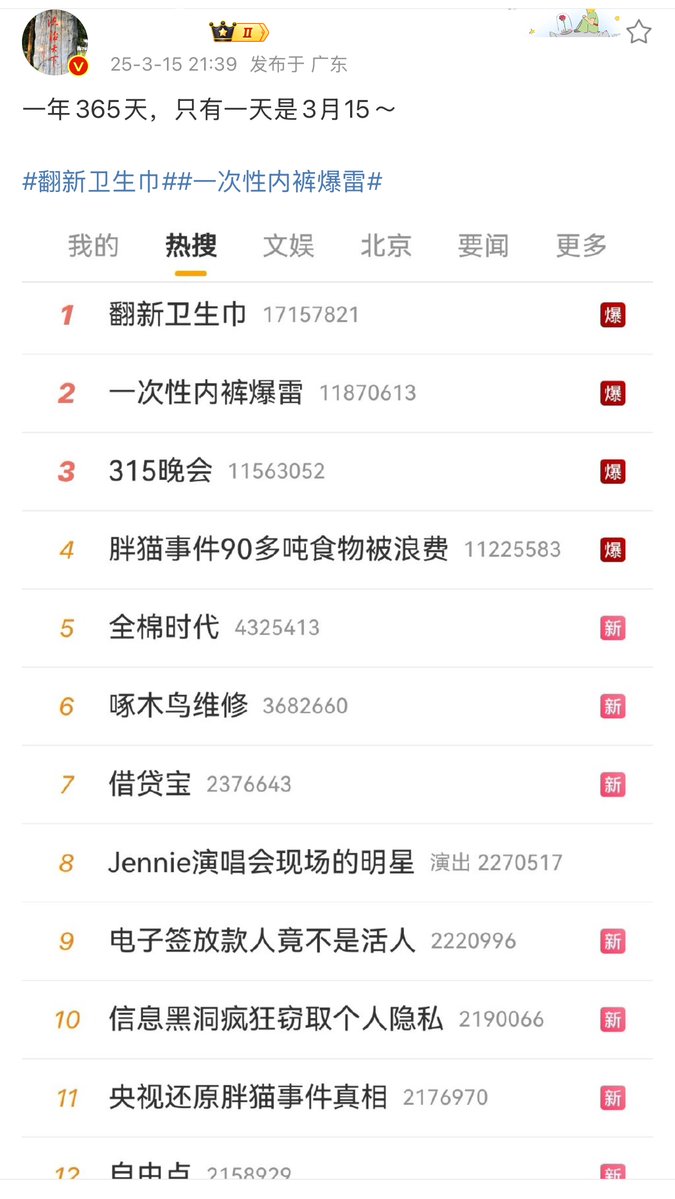 II
25-3-15 21:39 发布于 广东
一年365天，只有一天是3月15～
#翻新卫生巾##一次性内裤爆雷#
我的 热搜 文娱 北京 要闻 更多
1 翻新卫生巾 17157821 爆
2 一次性内裤爆雷 11870613 爆
3 315晚会 11563052 爆
4 胖猫事件90多吨食物被浪费 11225583 爆
5 全棉时代 4325413 新
6 啄木鸟维修 3682660 新
7 借贷宝 2376643 新
8 Jennie演唱会现场的明星 演出 2270517
9 电子签放款人竟不是活人 2220996 新
10 信息黑洞疯狂窃取个人隐私 2190066 新
11 央视还原胖猫事件真相 2176970 新
12 自由点 2158929 新